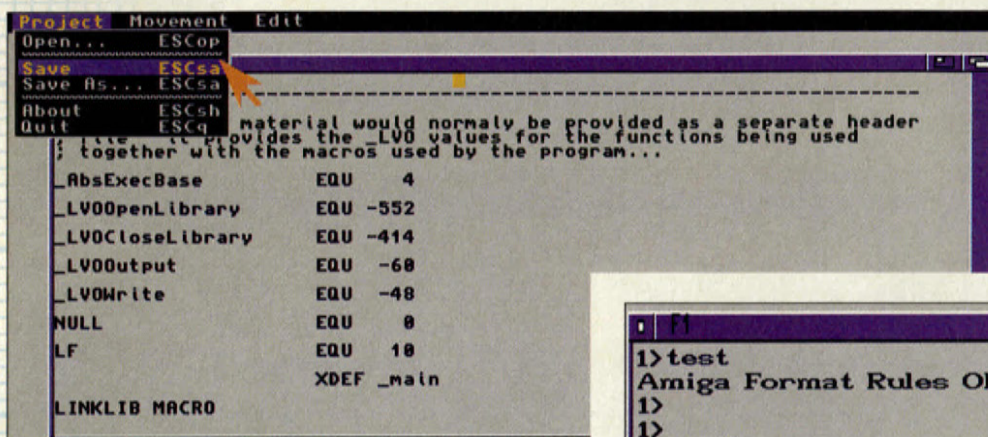 Project Movement Edit
Open... ESCop
Save ESCsa
Save As... ESCsa
About ESCsh
Quit ESCq
material would normaly be provided as a separate header
provides the _LVO values for the functions being used
; together with the macros used by the program...
_AbsExecBase EQU 4
_LVOOpenLibrary EQU -552
_LVOCloseLibrary EQU -414
_LVOOutput EQU -60
_LVOWrite EQU -48
NULL EQU 0
LF EQU 10
XDEF _main
LINKLIB MACRO
F1
1>test
Amiga Format Rules
1>
1>